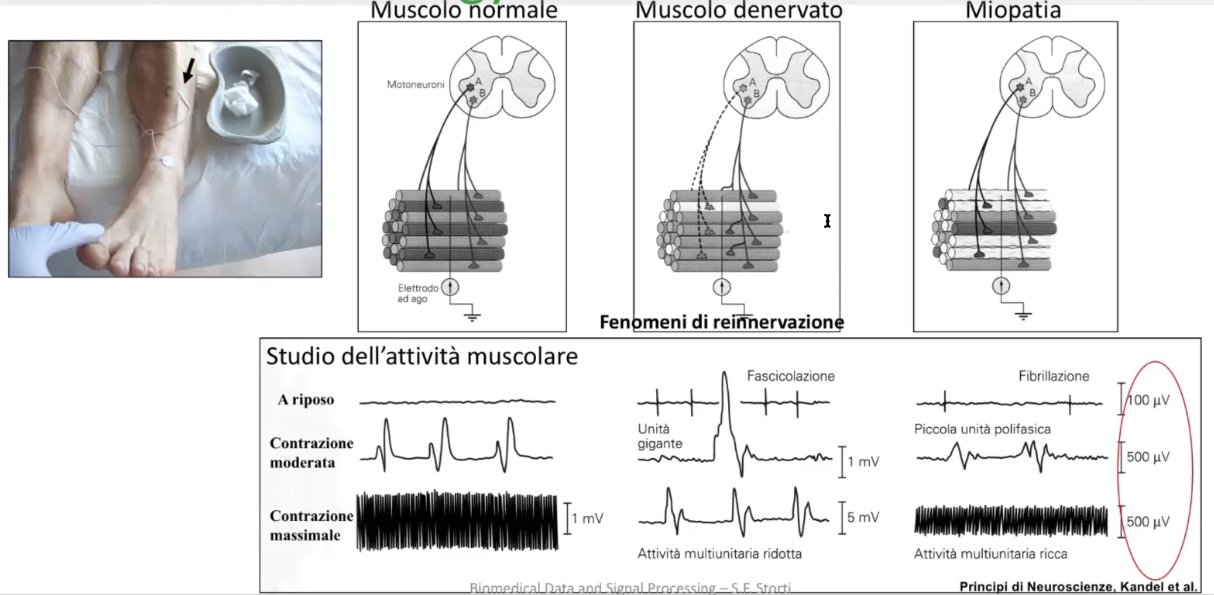 Muscolo normale
Muscolo denervato
Miopatia
Motoneuroni
A
B
A
B
A
B
Elettrodo
ad ago
Fenomeni di reinnervazione
Studio dell'attività muscolare
A riposo
Fascicolazione
Fibrillazione
100 µV
Contrazione
moderata
Unità
gigante
1 mV
Piccola unità polifasica
500 µV
Contrazione
massimale
1 mV
5 mV
500 µV
Attività multiunitaria ridotta
Attività multiunitaria ricca
Biomedical Data and Signal Processing – S.F. Storti
Principi di Neuroscienze, Kandel et al.